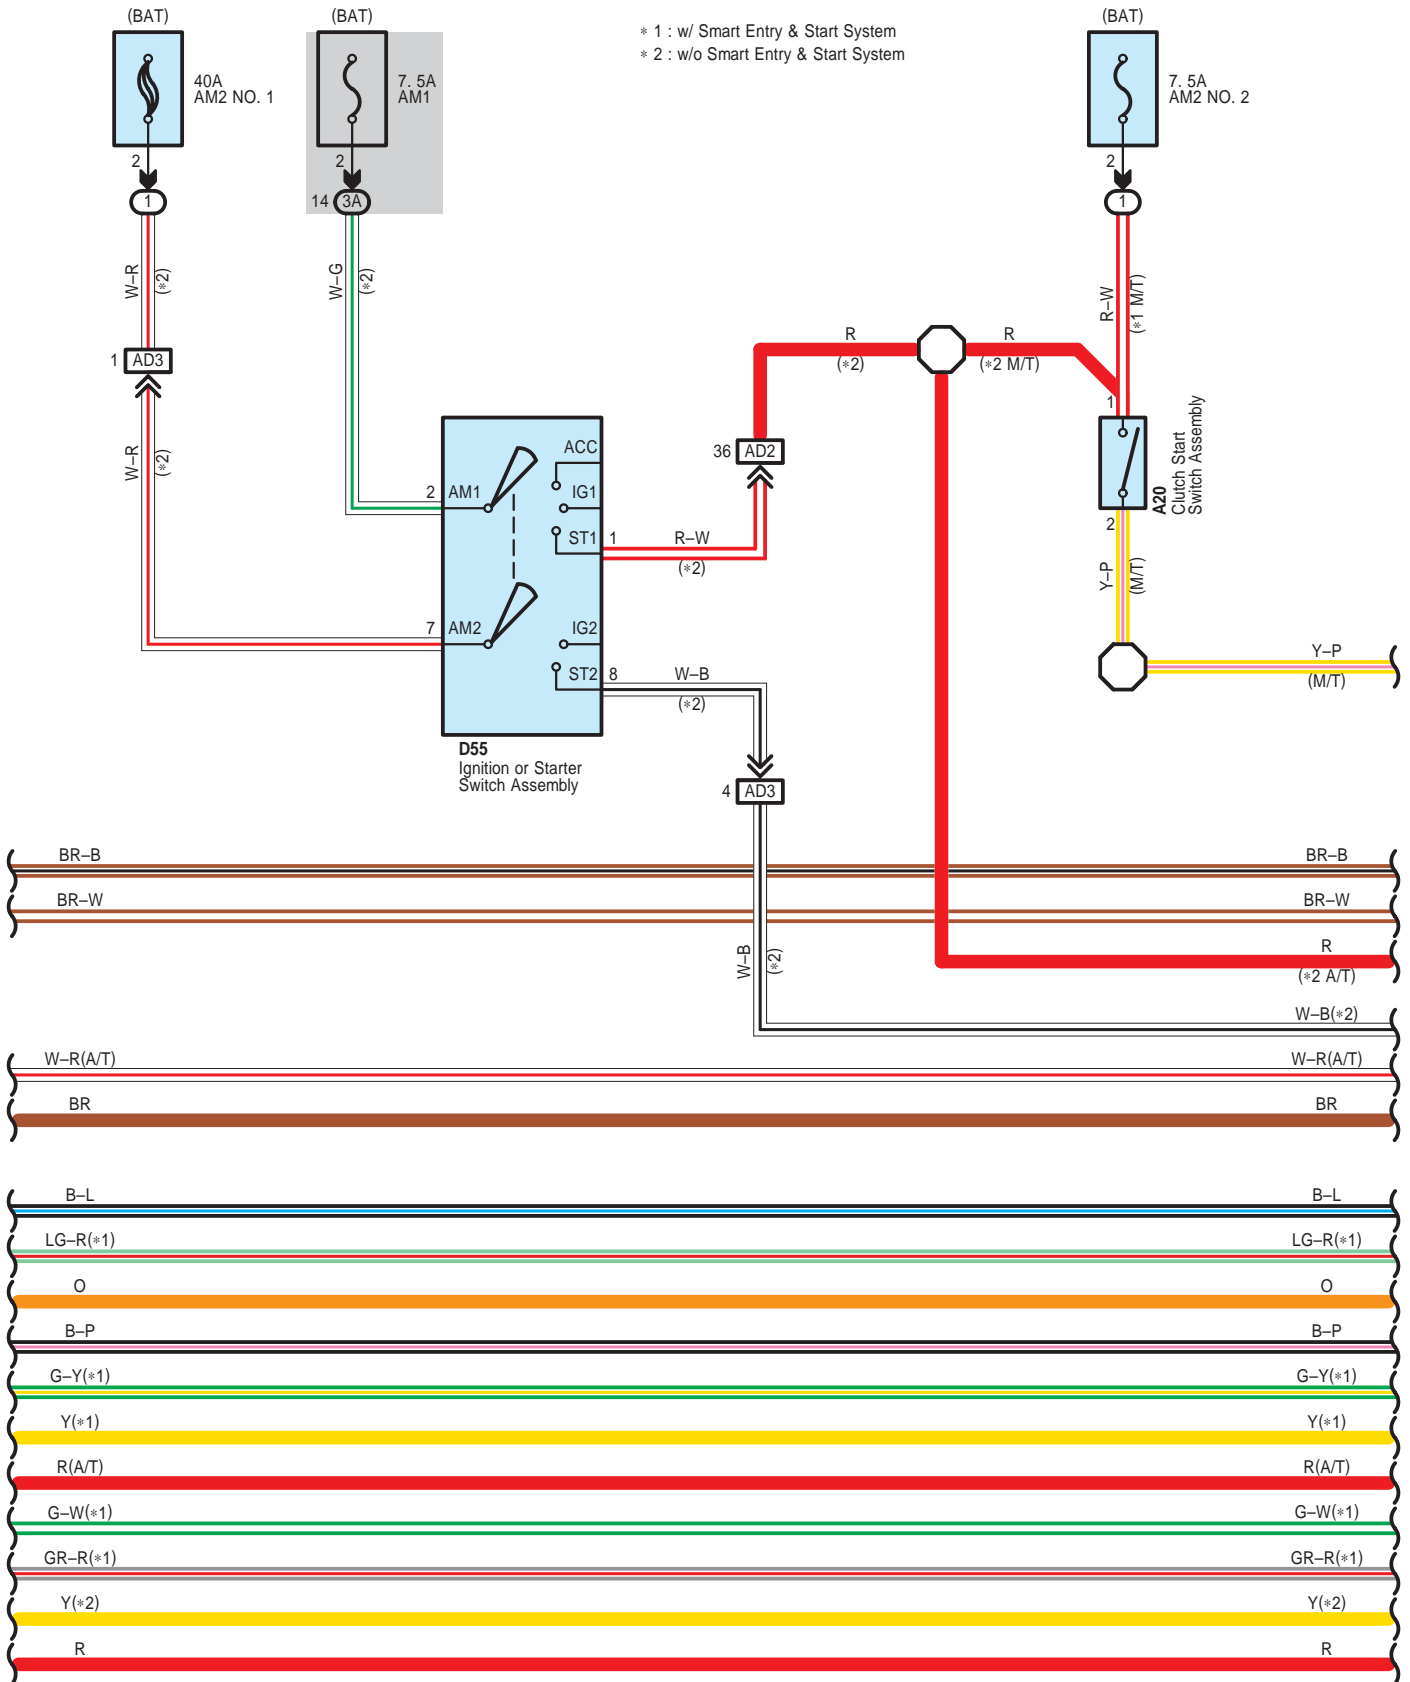 (BAT)
(BAT)
(BAT)
∗ 1 : w/ Smart Entry & Start System
∗ 2 : w/o Smart Entry & Start System
40A
AM2 NO. 1
7. 5A
AM1
7. 5A
AM2 NO. 2
2
2
2
1
14 3A
1
W–R
(∗2)
W–G
(∗2)
R–W
(∗1 M/T)
1 AD3
R
(∗2)
R
(∗2 M/T)
W–R
(∗2)
1
A20
Clutch Start
Switch Assembly
2
36 AD2
ACC
2 AM1
IG1
ST1 1
R–W
(∗2)
Y–P
(M/T)
7 AM2
IG2
ST2 8
W–B
(∗2)
Y–P
(M/T)
D55
Ignition or Starter
Switch Assembly
4 AD3
BR–B
BR–B
BR–W
BR–W
W–B
(∗2)
R
(∗2 A/T)
W–B(∗2)
W–R(A/T)
W–R(A/T)
BR
BR
B–L
B–L
LG–R(∗1)
LG–R(∗1)
O
O
B–P
B–P
G–Y(∗1)
G–Y(∗1)
Y(∗1)
Y(∗1)
R(A/T)
R(A/T)
G–W(∗1)
G–W(∗1)
GR–R(∗1)
GR–R(∗1)
Y(∗2)
Y(∗2)
R
R